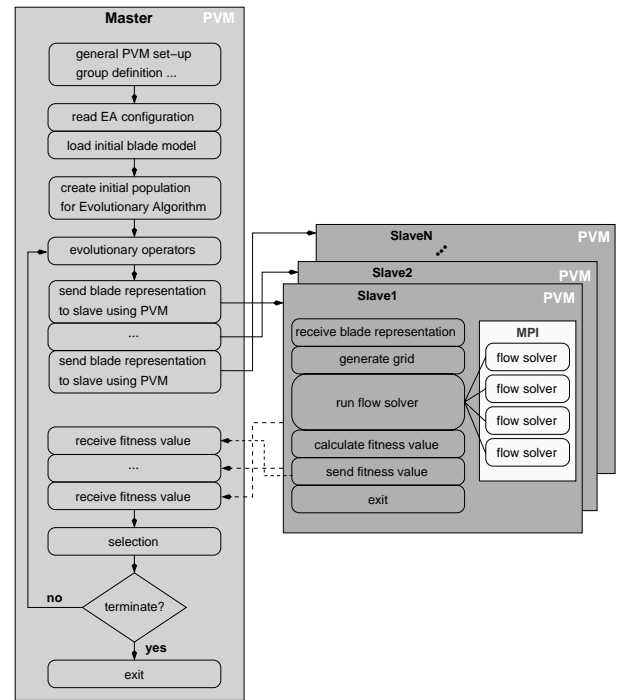 Master
PVM
general PVM set-up
group definition ...
read EA configuration
load initial blade model
create initial population
for Evolutionary Algorithm
evolutionary operators
send blade representation
to slave using PVM
...
send blade representation
to slave using PVM
receive fitness value
...
receive fitness value
selection
terminate?
no
yes
exit
SlaveN
PVM
Slave2
PVM
Slave1
PVM
receive blade representation
generate grid
run flow solver
calculate fitness value
send fitness value
exit
MPI
flow solver
flow solver
flow solver
flow solver